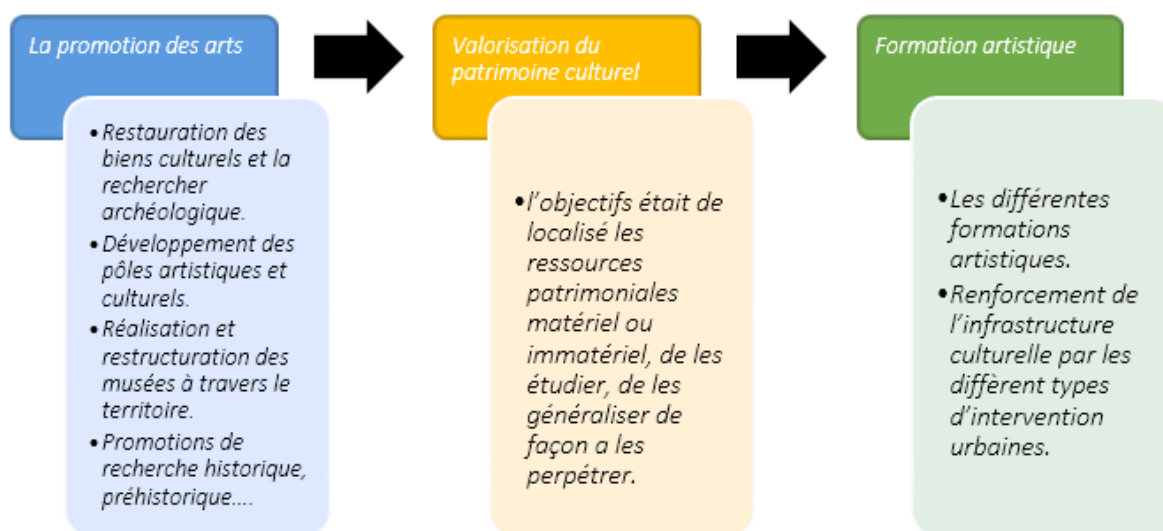 La promotion des arts
•Restauration des
biens culturels et la
rechercher
archéologique.
•Développement des
pôles artistiques et
culturels.
•Réalisation et
restructuration des
musées à travers le
territoire.
•Promotions de
recherche historique,
préhistorique....
Valorisation du
patrimoine culturel
•l’objectifs était de
localisé les
ressources
patrimoniales
matériel ou
immatériel, de les
étudier, de les
généraliser de
façon a les
perpétrer.
Formation artistique
•Les différentes
formations
artistiques.
•Renforcement de
l’infrastructure
culturelle par les
diffèrent types
d’intervention
urbaines.